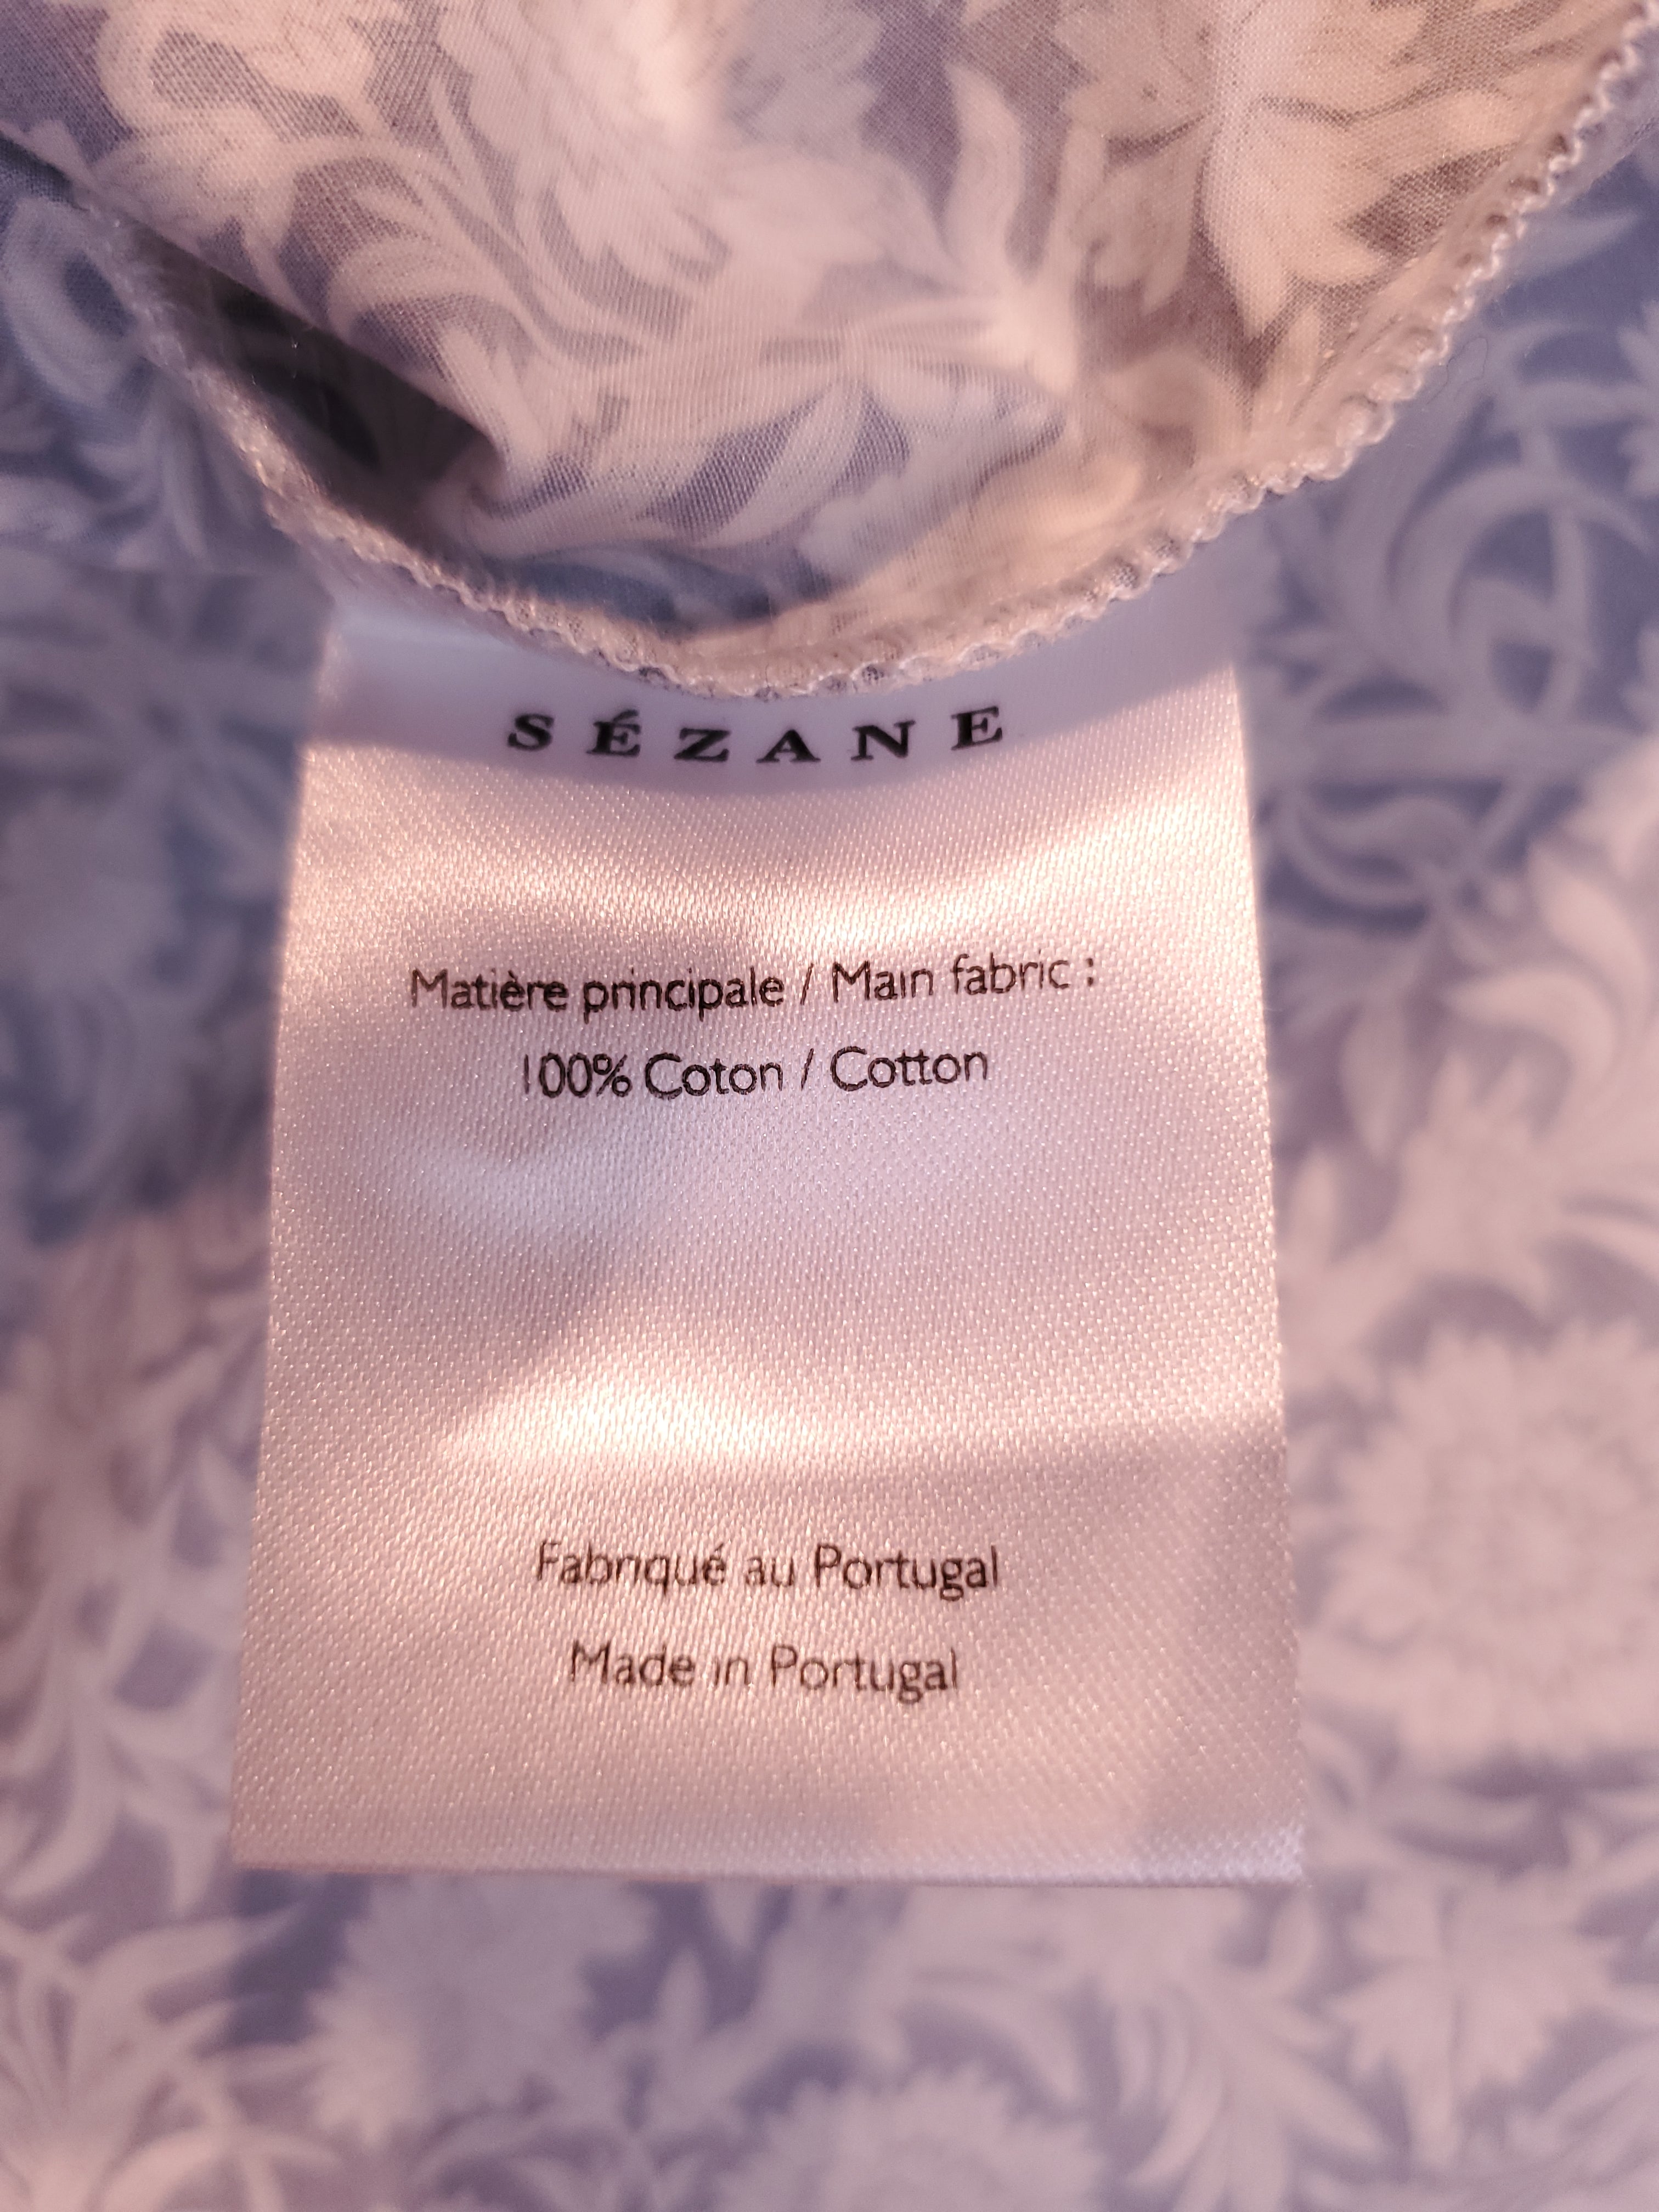 SÉZANE
Matière principale / Main fabric :
100% Coton / Cotton
Fabriqué au Portugal
Made in Portugal